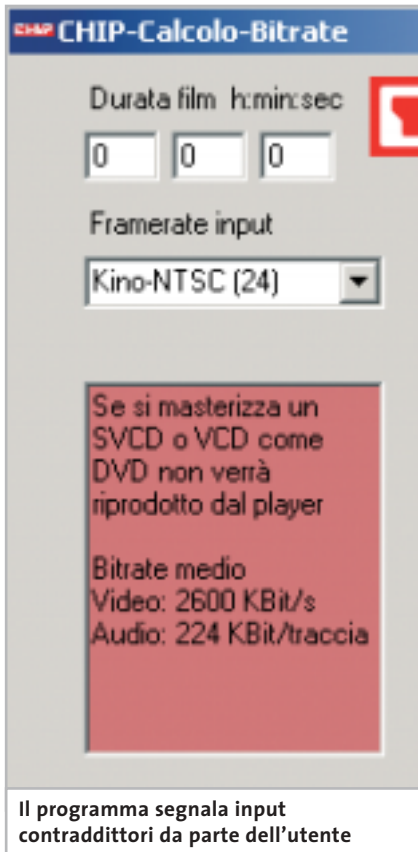 CHIP CHIP-Calcolo-Bitrate
Durata film h:min:sec
0 0 0
Framerate input
Kino-NTSC (24)
Se si masterizza un
SVCD o VCD come
DVD non verrà
riprodotto dal player
Bitrate medio
Video: 2600 KBit/s
Audio: 224 KBit/traccia
Il programma segnala input
contraddittori da parte dell'utente